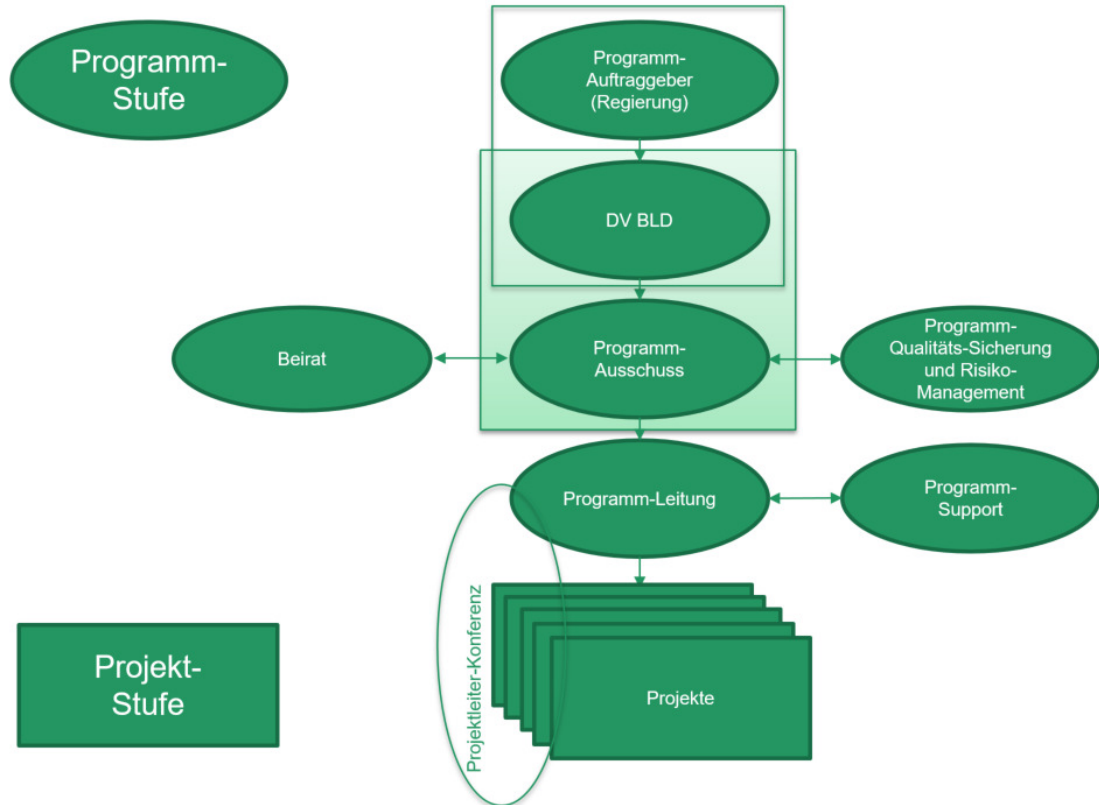 Programm-
Stufe
Programm-
Auftraggeber
(Regierung)
DV BLD
Beirat
Programm-
Ausschuss
Programm-
Qualitäts-Sicherung
und Risiko-
Management
Programm-Leitung
Programm-
Support
Projektleiter-Konferenz
Projekt-
Stufe
Projekte